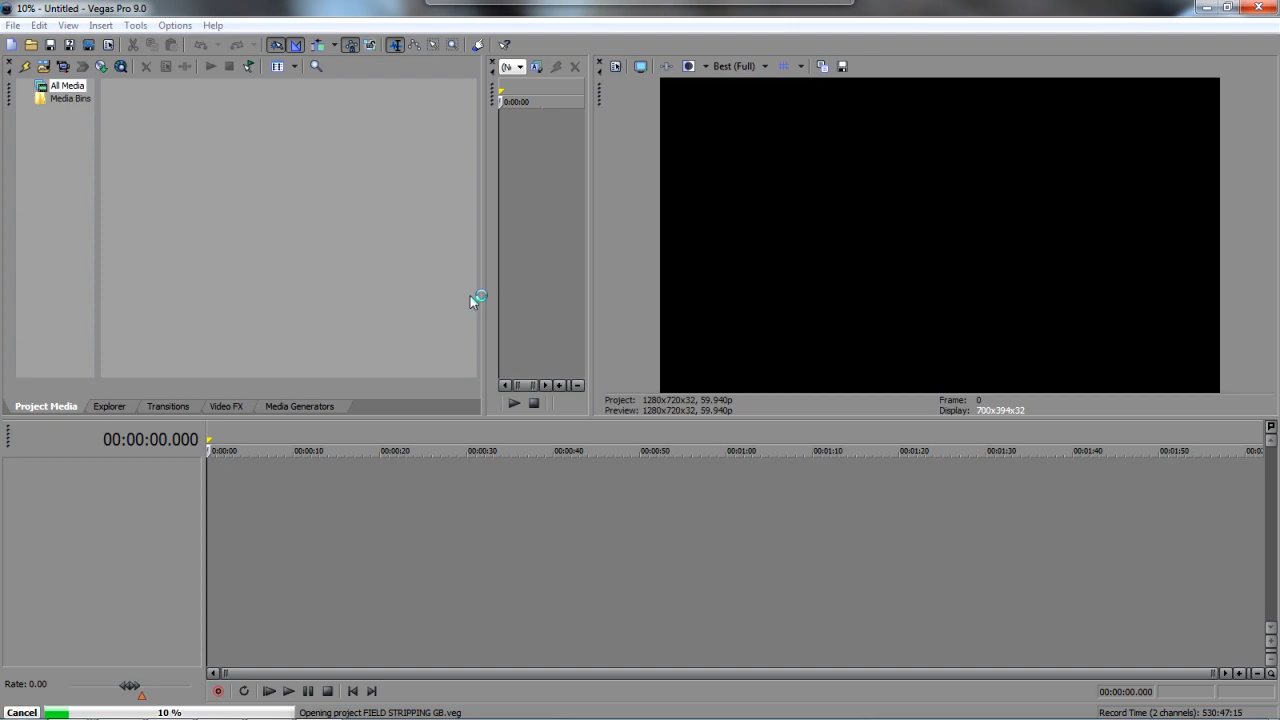 10% - Untitled - Vegas Pro 9.0
File Edit View Insert Tools Options Help
Best (Full)
All Media
Media Bins
0:00:00
Project Media Explorer Transitions Video FX Media Generators
Project: 1280x720x32, 59.940p
Preview: 1280x720x32, 59.940p
Frame: 0
Display: 700x394x32
00:00:00.000
0:00:00 00:00:10 00:00:20 00:00:30 00:00:40 00:00:50 00:01:00 00:01:10 00:01:20 00:01:30 00:01:40 00:01:50
Rate: 0.00
00:00:00.000
Cancel 10 % Opening project FIELD STRIPPING GB.veg Record Time (2 channels): 530:47:15